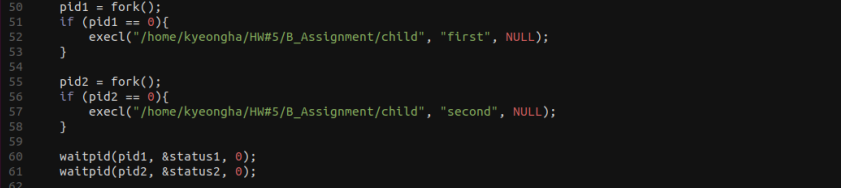 50 pid1 = fork();
51 if (pid1 == 0){
52 execl("/home/kyeongha/HW#5/B_Assignment/child", "first", NULL);
53 }
54
55 pid2 = fork();
56 if (pid2 == 0){
57 execl("/home/kyeongha/HW#5/B_Assignment/child", "second", NULL);
58 }
59
60 waitpid(pid1, &status1, 0);
61 waitpid(pid2, &status2, 0);
62